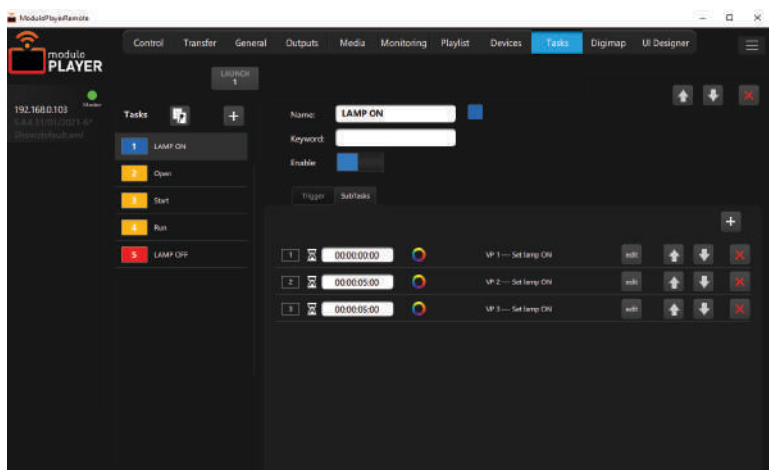 ModuloPlayerRemote
modulo
PLAYER
Control Transfer General Outputs Media Monitoring Playlist Devices Tasks Digimap UI Designer
LAUNCH
1
192.168.0.103 Master
Tasks
1 LAMP ON
2 Open
3 Start
4 Run
5 LAMP OFF
Name: LAMP ON
Keyword:
Enable
Trigger SubTasks
1 00:00:00:00 VP 1 --- Set lamp ON edit
2 00:00:05:00 VP 2 --- Set lamp ON edit
3 00:00:05:00 VP 3 --- Set lamp ON edit